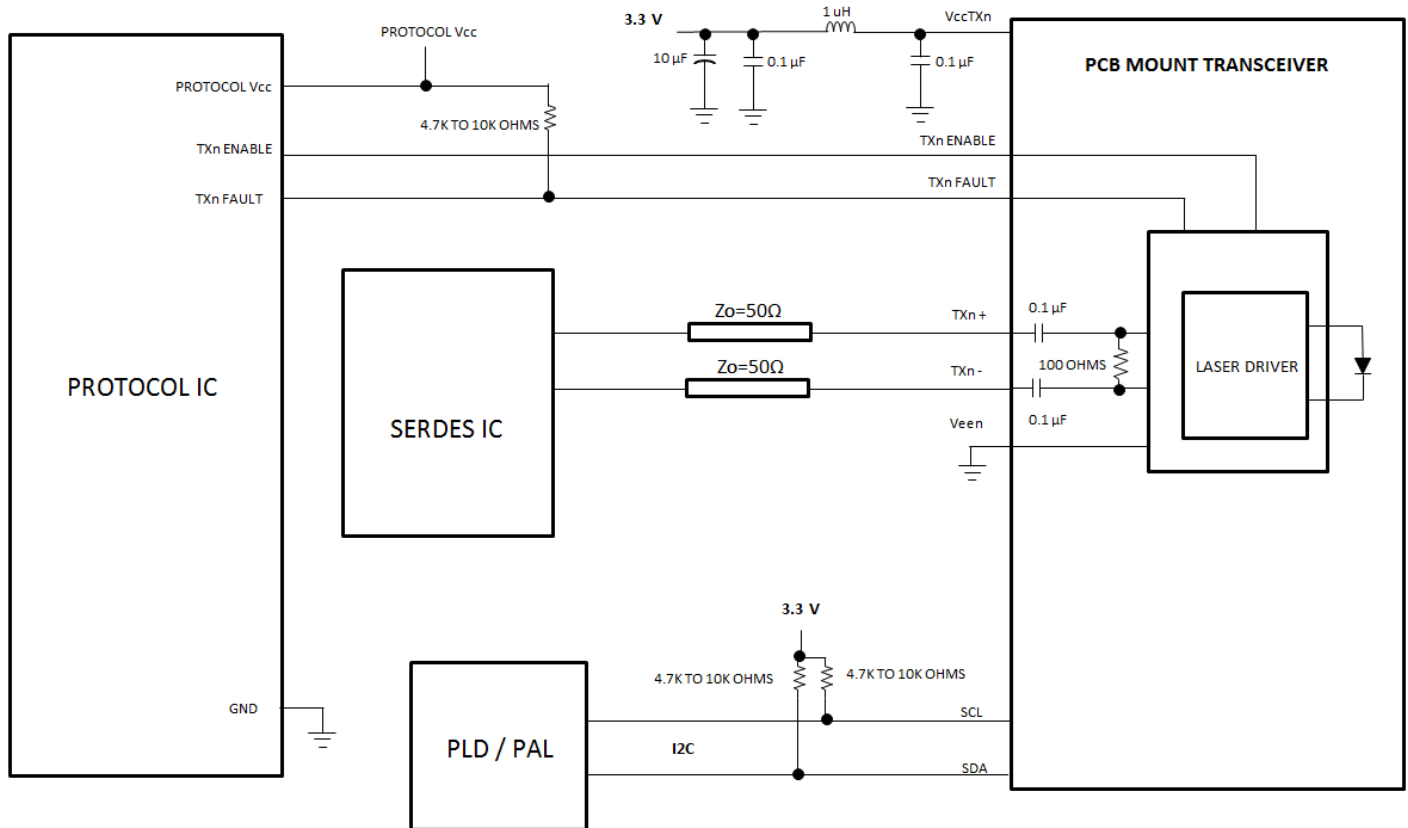 3.3 V
1 uH
VccTXn
PROTOCOL Vcc
10 µF
0.1 µF
0.1 µF
PCB MOUNT TRANSCEIVER
PROTOCOL Vcc
4.7K TO 10K OHMS
TXn ENABLE
TXn ENABLE
TXn FAULT
TXn FAULT
Zo=50Ω
TXn +
0.1 µF
Zo=50Ω
TXn -
100 OHMS
LASER DRIVER
PROTOCOL IC
SERDES IC
Veen
0.1 µF
3.3 V
4.7K TO 10K OHMS
4.7K TO 10K OHMS
GND
SCL
PLD / PAL
I2C
SDA